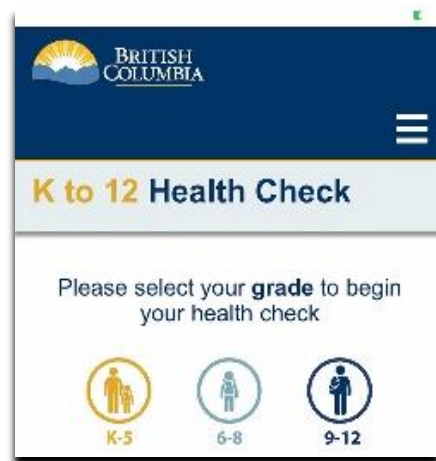 BRITISH
COLUMBIA
K to 12 Health Check
Please select your grade to begin
your health check
K-5 6-8 9-12